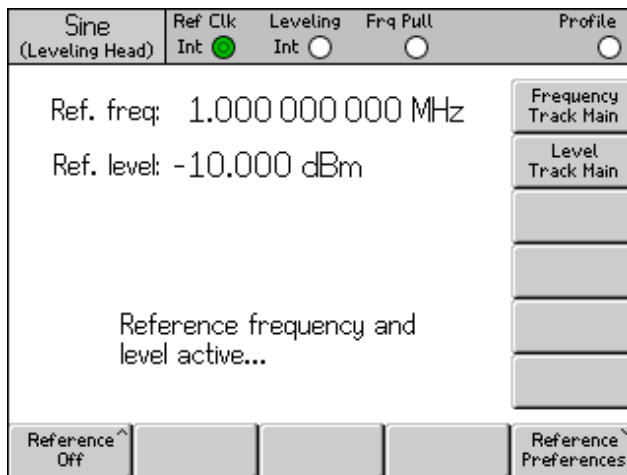 Sine
(Leveling Head)
Ref Clk
Int
Leveling
Int
Frq Pull
Profile
Ref. freq: 1.000 000 000 MHz
Ref. level: -10.000 dBm
Reference frequency and
level active...
Frequency
Track Main
Level
Track Main
Reference ^
Off
Reference
Preferences